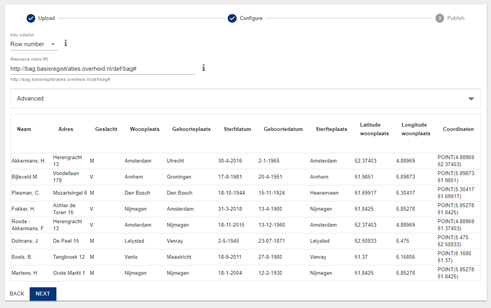 Upload
Configure
3 Publish
Key column
Row number
Resource class IRI
http://bag.basisregistraties.overheid.nl/def/bag#
http://bag.basisregistraties.overheid.nl/def/bag#
Advanced
Naam Adres Geslacht Woonplaats Geboorteplaats Sterfdatum Geboortedatum Sterfteplaats Latitude woonplaats Longitude woonplaats Coordinaten
Akkermans, H. Herengracht 13 M Amsterdam Utrecht 30-4-2016 2-1-1965 Amsterdam 52.37403 4,88969 POINT(4.88969 52.37403)
Bijleveld M. Vondellaan 178 V Arnhem Groningen 17-8-1981 20-4-1951 Arnhem 51.9851 5,89873 POINT(5.89873 51.9851)
Plesman, C. Mozartsingel 6 M Den Bosch Den Bosch 18-10-1944 15-11-1924 Heerenveen 51.69917 5,30417 POINT(5.30417 51.69917)
Fokker, H. Achter de Toren 16 V Nijmegen Amsterdam 31-3-2018 13-4-1980 Nijmegen 51.8425 5,85278 POINT(5.85278 51.8425)
Roode - Akkermans, F. Herengracht 13 V Amsterdam Nijmegen 18-11-2015 13-12-1960 Amsterdam 52.37403 4,88969 POINT(4.88969 52.37403)
Dolmans, J. De Peel 15 M Lelystad Venray 2-5-1945 23-07-1871 Lelystad 52.50833 5,475 POINT(5.475 52.50833)
Boels, B Tangbroek 12 M Venlo Maastricht 18-9-2011 27-8-1980 Venray 51.37 6,16806 POINT(6.1680 51.37)
Martens, H. Grote Markt 1 M Nijmegen Nijmegen 18-1-2004 12-2-1930 Nijmegen 51.8425 5,85278 POINT(5.85278 51.8425)
BACK NEXT